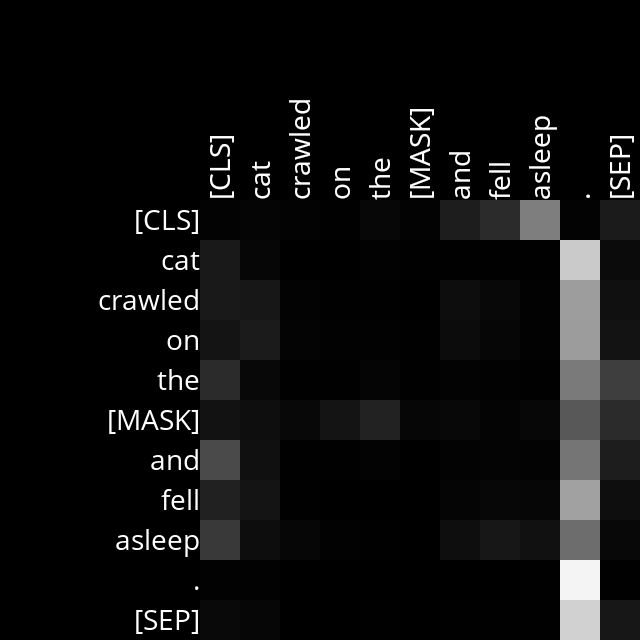 [CLS] cat crawled on the [MASK] and fell asleep . [SEP]
[CLS]
cat
crawled
on
the
[MASK]
and
fell
asleep
.
[SEP]